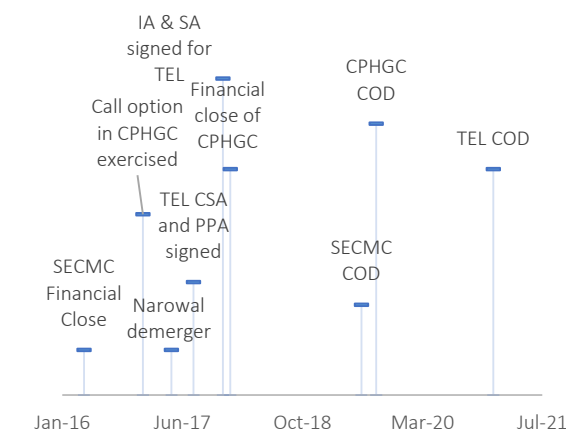 IA & SA
signed for
TEL
Financial
close of
CPHGC
Call option
in CPHGC
exercised
CPHGC
COD
TEL COD
TEL CSA
and PPA
signed
SECMC
COD
SECMC
Financial
Close
Narowal
demerger
Jan-16 Jun-17 Oct-18 Mar-20 Jul-21